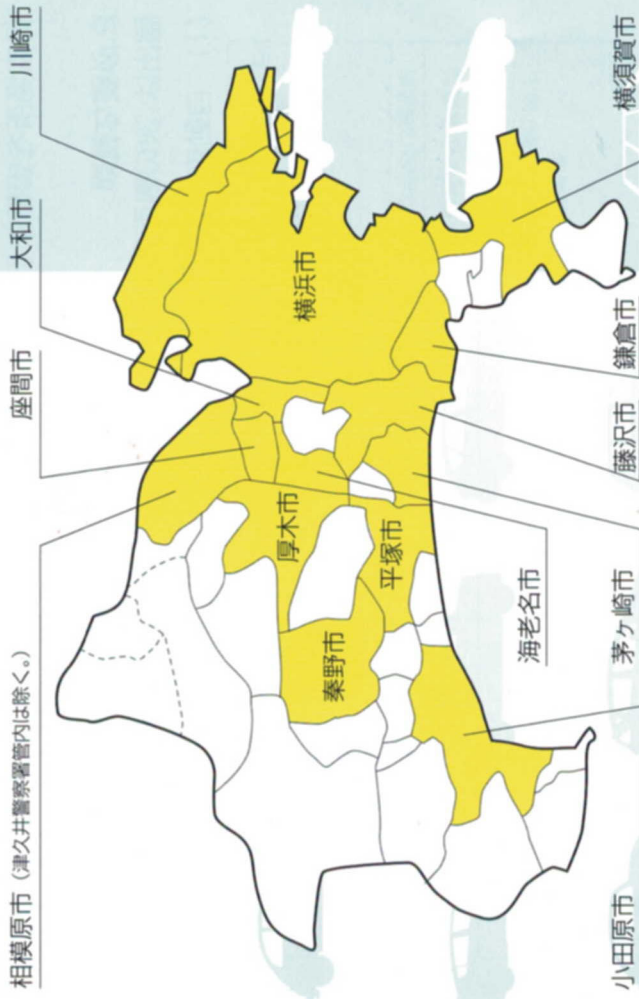 相模原市（津久井警察署管内は除く。）
座間市
大和市
川崎市
横浜市
厚木市
秦野市
平塚市
海老名市
小田原市
茅ヶ崎市
藤沢市
鎌倉市
横須賀市